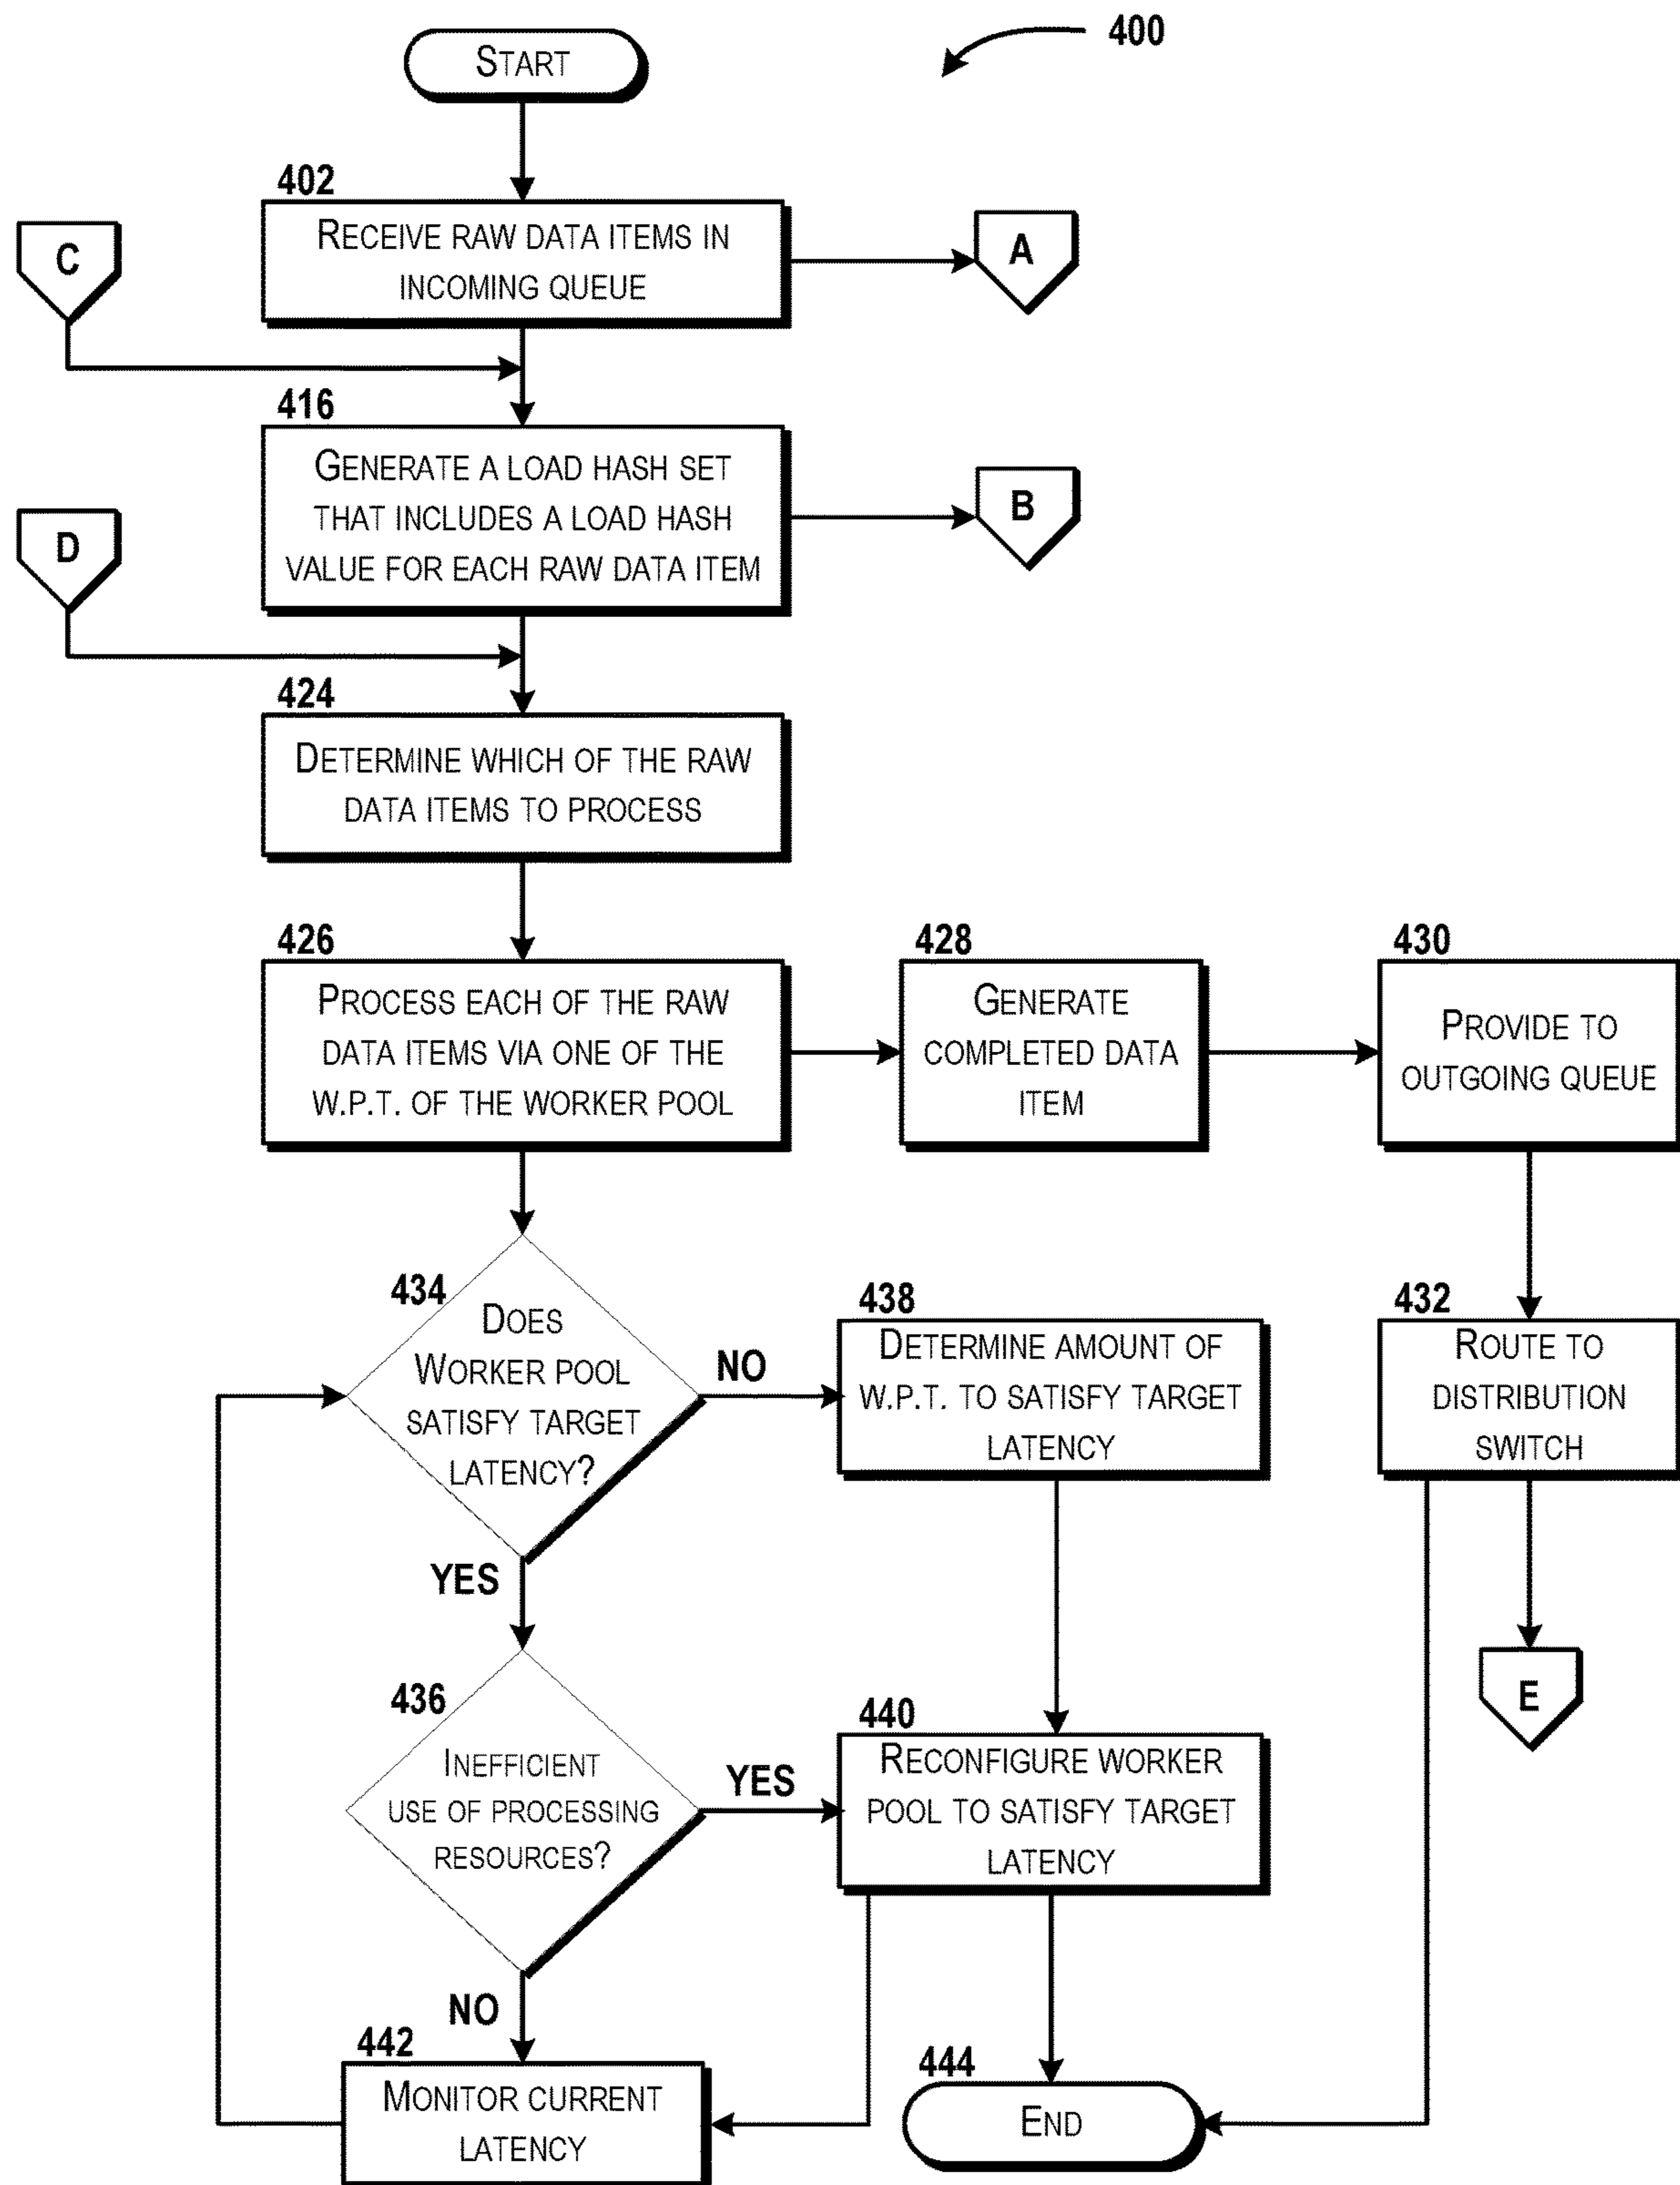 400
START
402
RECEIVE RAW DATA ITEMS IN
INCOMING QUEUE
A
C
416
GENERATE A LOAD HASH SET
THAT INCLUDES A LOAD HASH
VALUE FOR EACH RAW DATA ITEM
B
D
424
DETERMINE WHICH OF THE RAW
DATA ITEMS TO PROCESS
426
PROCESS EACH OF THE RAW
DATA ITEMS VIA ONE OF THE
W.P.T. OF THE WORKER POOL
428
GENERATE
COMPLETED DATA
ITEM
430
PROVIDE TO
OUTGOING QUEUE
434
DOES
WORKER POOL
SATISFY TARGET
LATENCY?
NO
YES
438
DETERMINE AMOUNT OF
W.P.T. TO SATISFY TARGET
LATENCY
432
ROUTE TO
DISTRIBUTION
SWITCH
E
436
INEFFICIENT
USE OF PROCESSING
RESOURCES?
YES
NO
440
RECONFIGURE WORKER
POOL TO SATISFY TARGET
LATENCY
442
MONITOR CURRENT
LATENCY
444
END